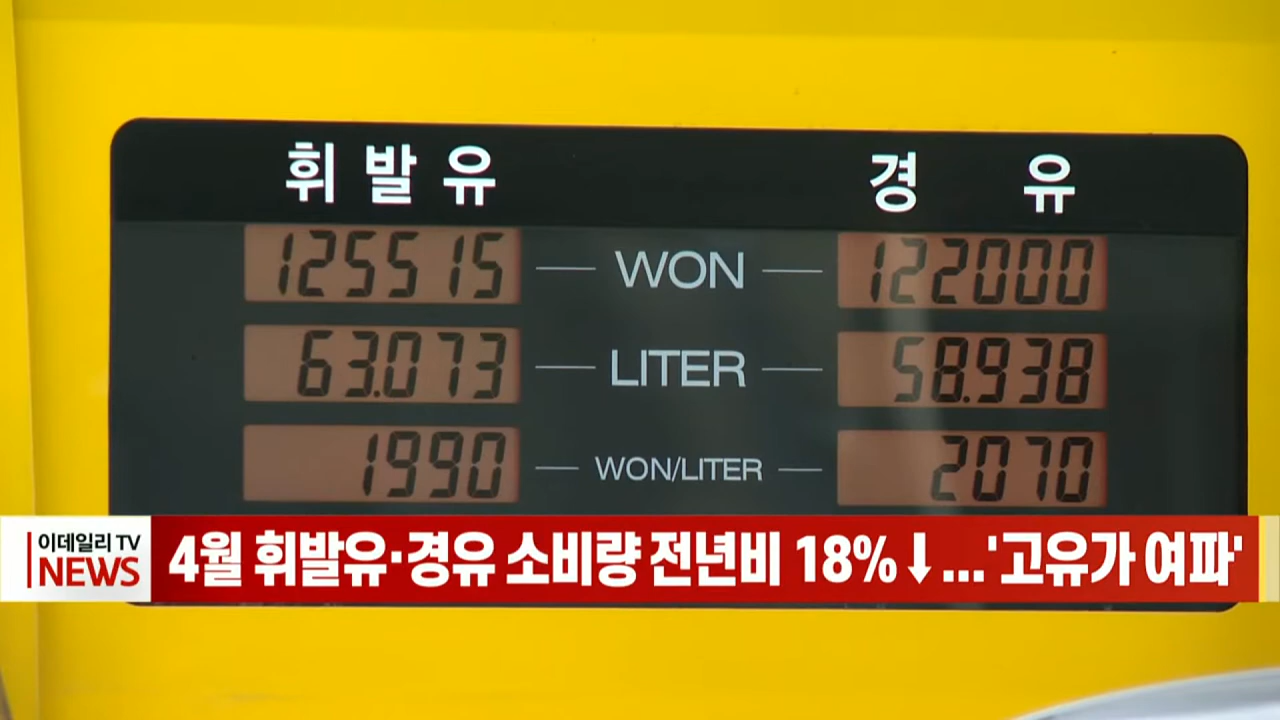 휘발유 경유
125515 WON 122000
63.073 LITER 58.938
1990 WON/LITER 2070
이데일리 TV
NEWS
4월 휘발유·경유 소비량 전년비 18%↓...'고유가 여파'